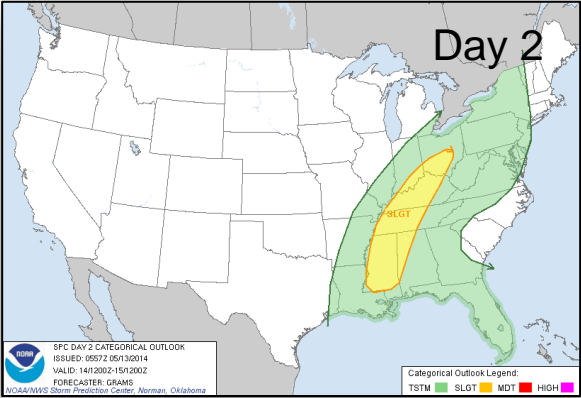 Day 2
SLGT
SPC DAY 2 CATEGORICAL OUTLOOK
ISSUED: 0557Z 05/13/2014
VALID: 14/1200Z-15/1200Z
FORECASTER: GRAMS
NOAA/NWS Storm Prediction Center, Norman, Oklahoma
NOAA
Categorical Outlook Legend:
TSTM SLGT MDT HIGH